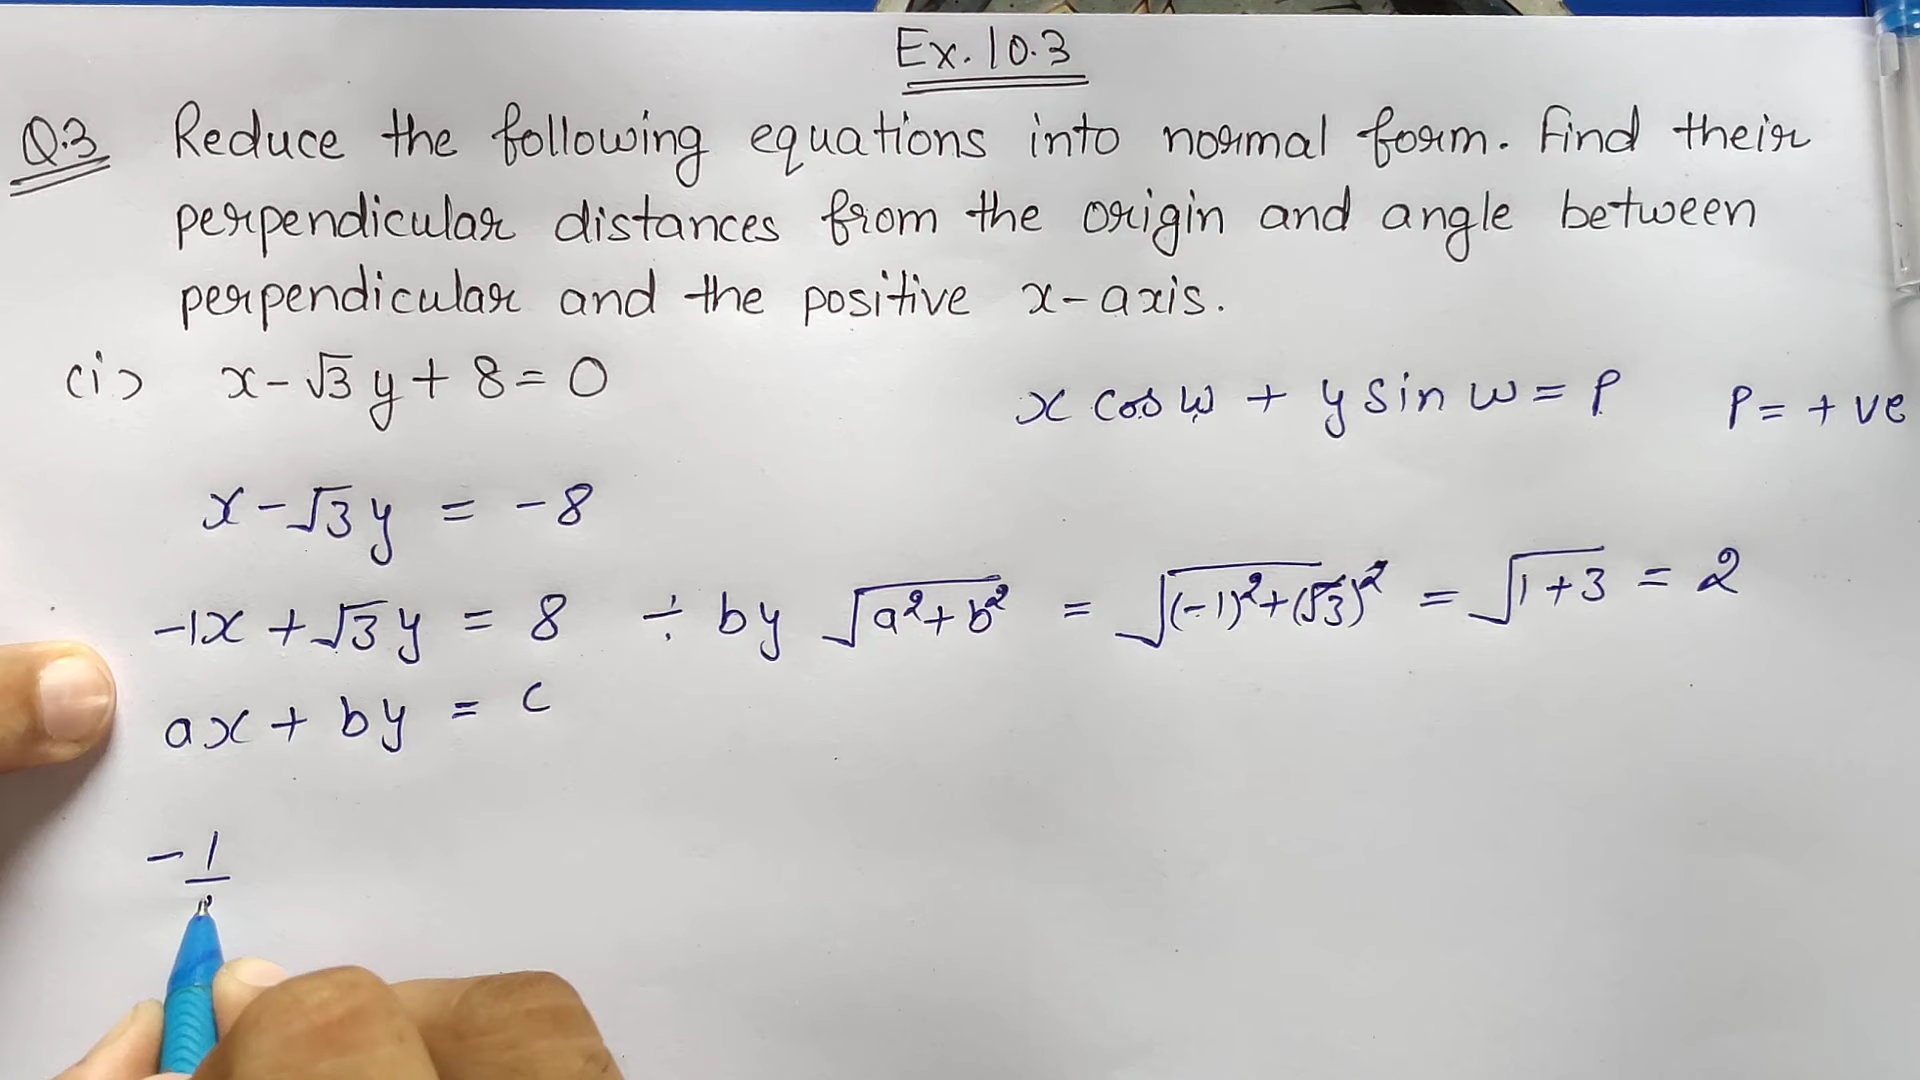 Ex. 10.3
Q.3 Reduce the following equations into normal form. Find their
perpendicular distances from the origin and angle between
perpendicular and the positive x-axis.
(i) x-√3 y + 8 = 0
x cos ω + y sin ω = P P = + ve
x - √3 y = -8
-1x + √3 y = 8 ÷ by √(a² + b²) = √((-1)² + (√3)²) = √(1+3) = 2
ax + by = c
-1